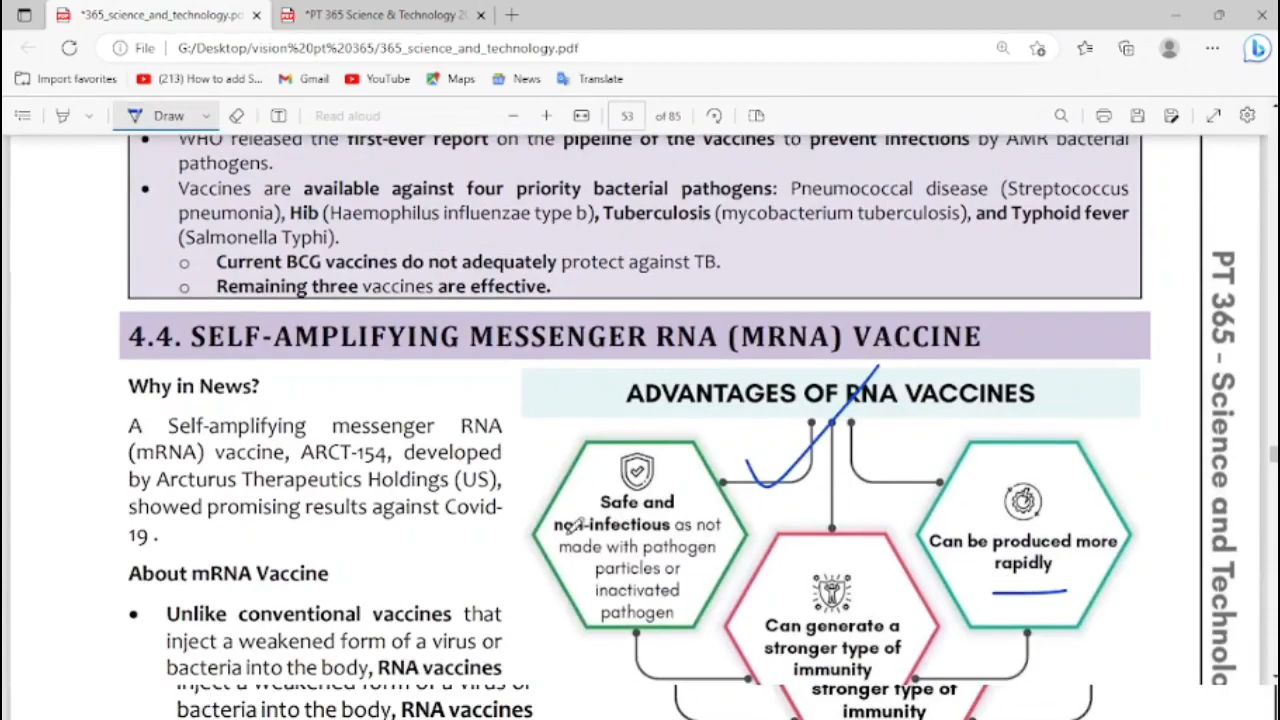 *365_science_and_technology.po
*PT 365 Science & Technology 20
File
G:/Desktop/vision%20pt%20365/365_science_and_technology.pdf
Import favorites
(213) How to add S...
Gmail
YouTube
Maps
News
Translate
Draw
Read aloud
53
of 85
WHO released the first-ever report on the pipeline of the vaccines to prevent infections by AMR bacterial
pathogens.
• Vaccines are available against four priority bacterial pathogens: Pneumococcal disease (Streptococcus
pneumonia), Hib (Haemophilus influenzae type b), Tuberculosis (mycobacterium tuberculosis), and Typhoid fever
(Salmonella Typhi).
o Current BCG vaccines do not adequately protect against TB.
o Remaining three vaccines are effective.
4.4. SELF-AMPLIFYING MESSENGER RNA (MRNA) VACCINE
Why in News?
A Self-amplifying messenger RNA
(mRNA) vaccine, ARCT-154, developed
by Arcturus Therapeutics Holdings (US),
showed promising results against Covid-
19 .
About mRNA Vaccine
• Unlike conventional vaccines that
inject a weakened form of a virus or
bacteria into the body, RNA vaccines
inject a weakened form of a virus or
bacteria into the body, RNA vaccines
ADVANTAGES OF RNA VACCINES
Safe and
non-infectious as not
made with pathogen
particles or
inactivated
pathogen
Can generate a
stronger type of
immunity
stronger type of
immunity
Can be produced more
rapidly
PT 365 - Science and Technolo